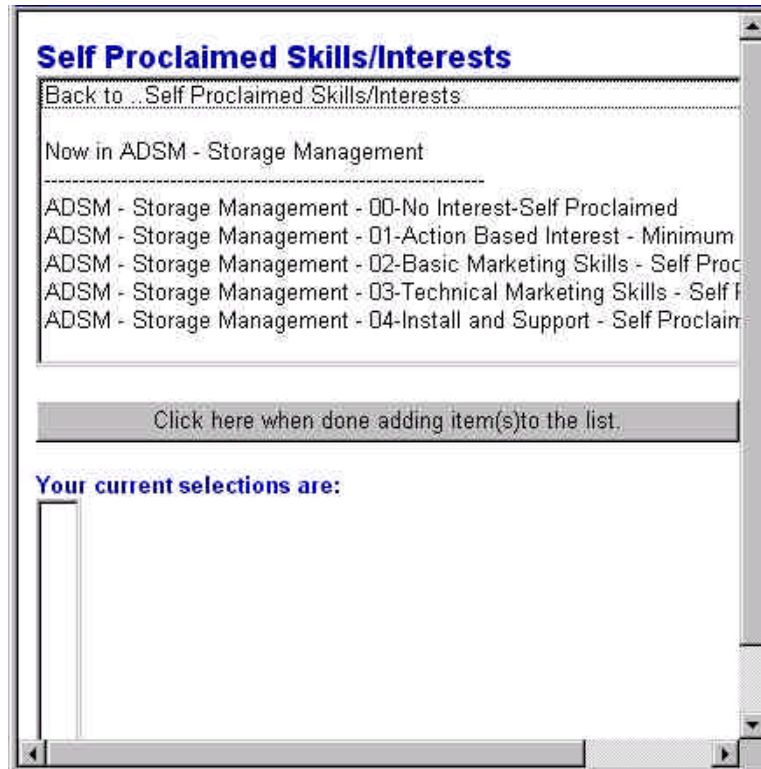 Self Proclaimed Skills/Interests
Back to ..Self Proclaimed Skills/Interests
Now in ADSM - Storage Management
------------------------------------------------------
ADSM - Storage Management - 00-No Interest-Self Proclaimed
ADSM - Storage Management - 01-Action Based Interest - Minimum
ADSM - Storage Management - 02-Basic Marketing Skills - Self Proc
ADSM - Storage Management - 03-Technical Marketing Skills - Self
ADSM - Storage Management - 04-Install and Support - Self Proclaim
Click here when done adding item(s)to the list.
Your current selections are: